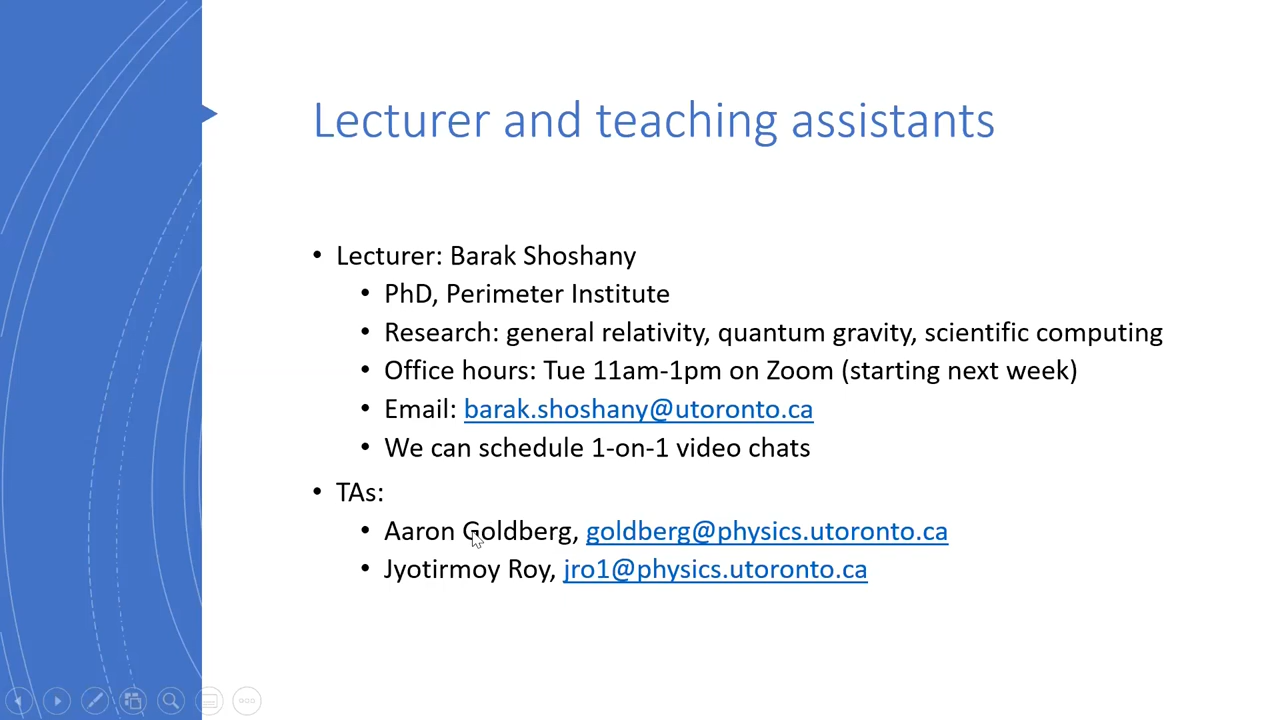 Lecturer and teaching assistants
• Lecturer: Barak Shoshany
• PhD, Perimeter Institute
• Research: general relativity, quantum gravity, scientific computing
• Office hours: Tue 11am-1pm on Zoom (starting next week)
• Email: barak.shoshany@utoronto.ca
• We can schedule 1-on-1 video chats
• TAs:
• Aaron Goldberg, goldberg@physics.utoronto.ca
• Jyotirmoy Roy, jro1@physics.utoronto.ca